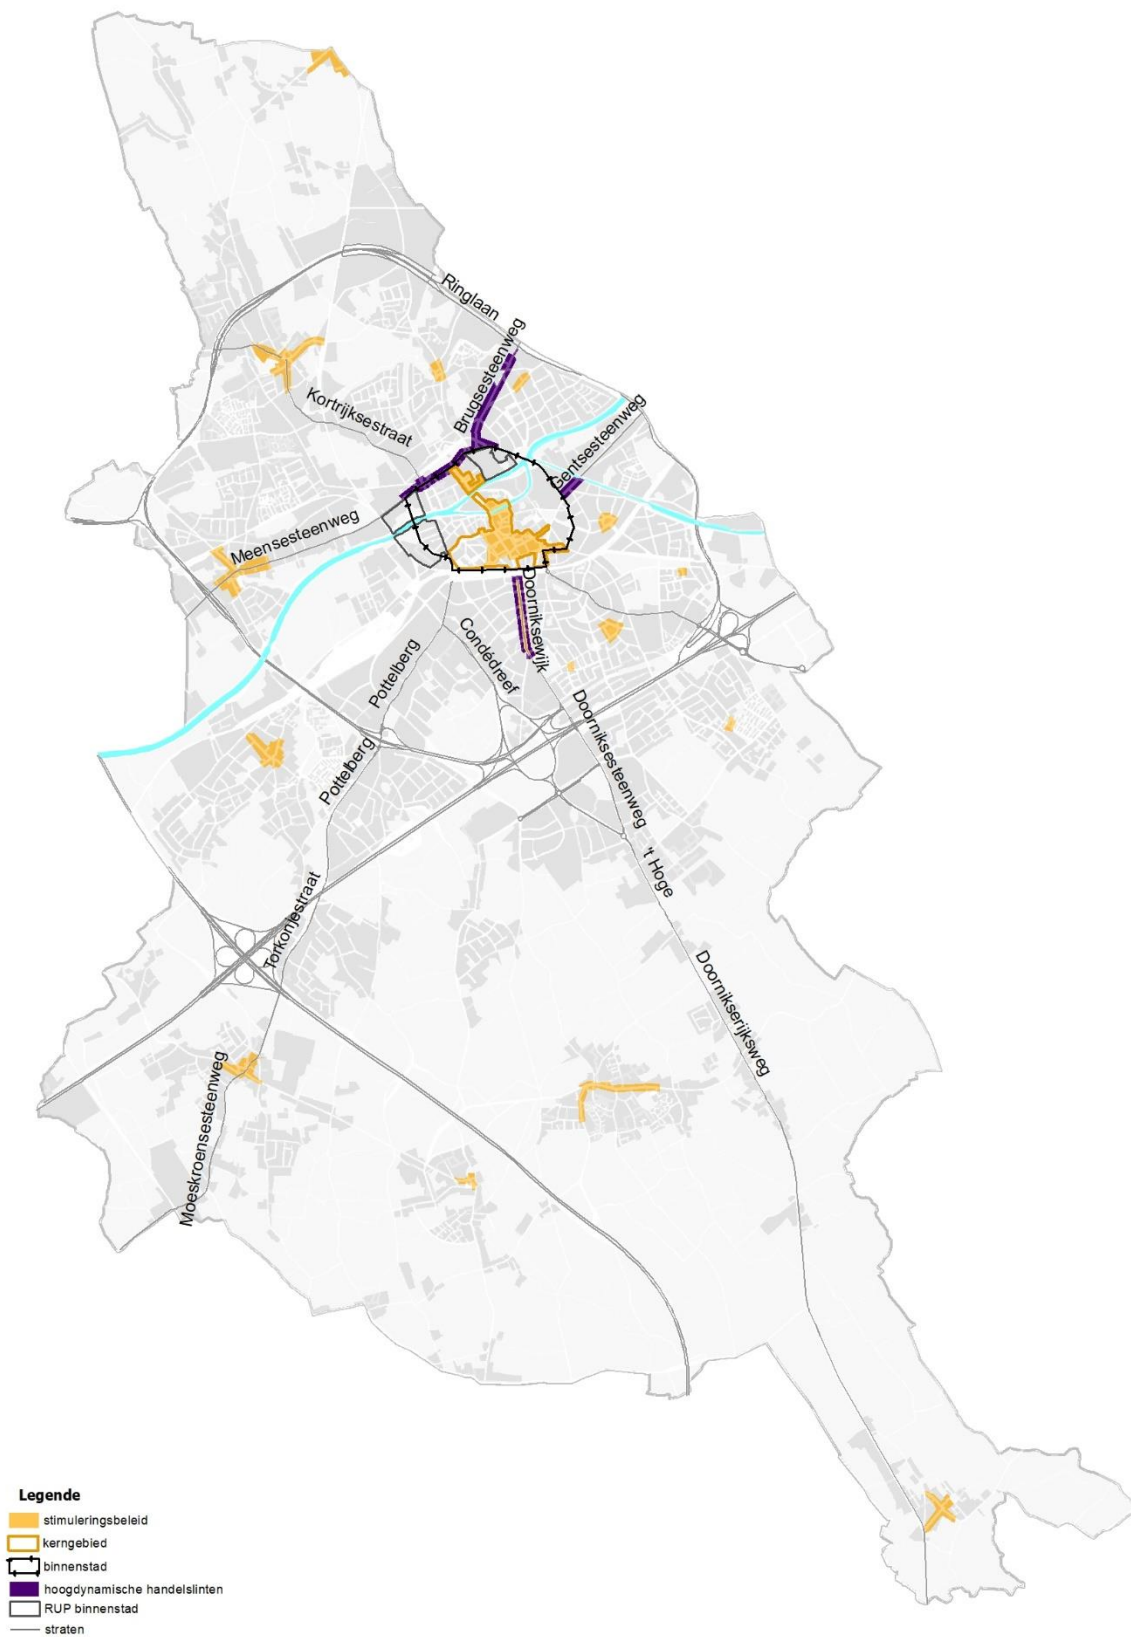 Ringlaan
Brugsesteenweg
Kortrijksestraat
Gentsesteenweg
Meensesteenweg
Doorniksewijk
Condédreef
Pottelberg
Doorniksesteenweg
Pottelberg
't Hoge
Torkonjestraat
Doornikserijksweg
Moeskroensesteenweg
Legende
stimuleringsbeleid
kerngebied
binnenstad
hoogdynamische handelslinten
RUP binnenstad
straten